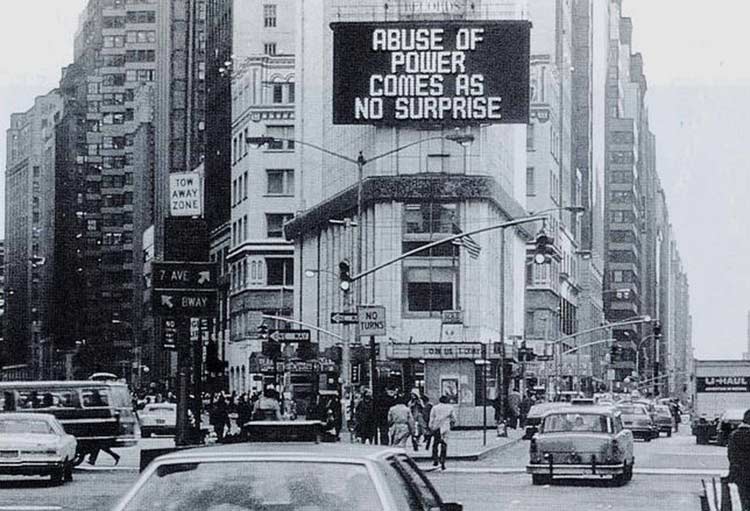 ABUSE OF
POWER
COMES AS
NO SURPRISE
TOW
AWAY
ZONE
7 AVE
BWAY
NO
TURNS
U-HAUL